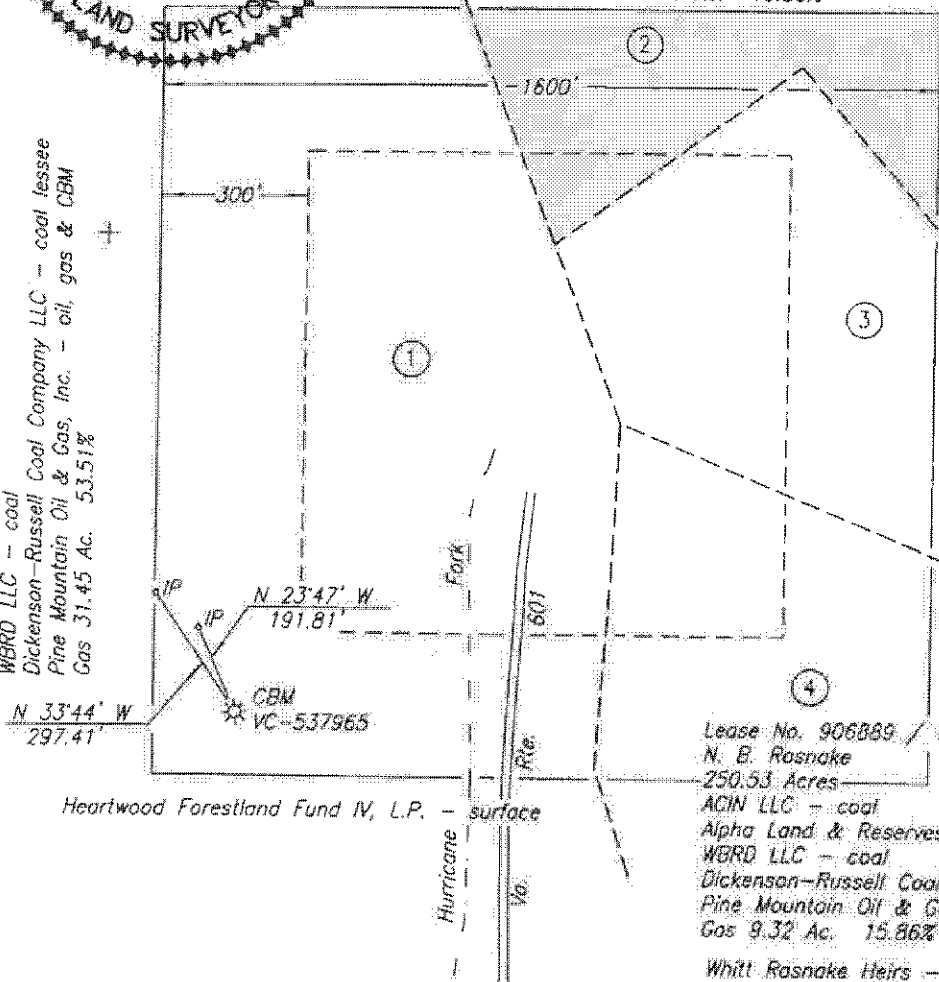 LAND SURVEYOR
2
1600'
300'
WBRD LLC - coal
Dickenson-Russell Coal Company LLC - coal lessee
Pine Mountain Oil & Gas, Inc. - oil, gas & CBM
Gas 31.45 Ac. 53.51%
3
1
IP
IP
N 23°47' W
191.81'
Fork
601
CBM
VC-537965
N 33°44' W
297.41'
4
Lease No. 906889 /
N. B. Rasnake
250.53 Acres
ACIN LLC - coal
Alpha Land & Reserves
WBRD LLC - coal
Dickenson-Russell Coal
Pine Mountain Oil & G
Gas 9.32 Ac. 15.86%
Whitt Rasnake Heirs -
Rte.
Heartwood Forestland Fund IV, L.P. - surface
Hurricane
Va.